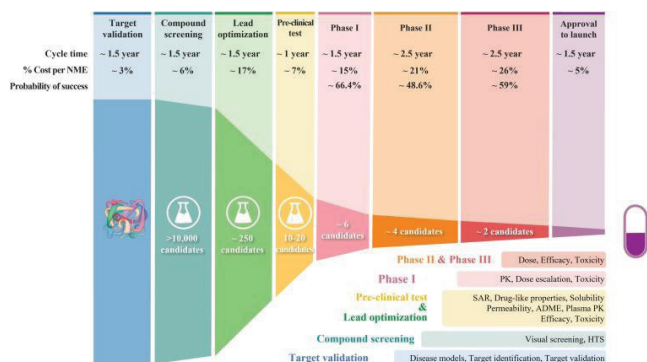 Target validation
Compound screening
Lead optimization
Pre-clinical test
Phase I
Phase II
Phase III
Approval to launch
Cycle time ~ 1.5 year ~ 1.5 year ~ 1.5 year ~ 1 year ~ 1.5 year ~ 2.5 year ~ 2.5 year ~ 1.5 year
% Cost per NME ~ 3% ~ 6% ~ 17% ~ 7% ~ 15% ~ 21% ~ 26% ~ 5%
Probability of success ~ 66.4% ~ 48.6% ~ 59%
>10,000 candidates
~ 250 candidates
10-20 candidates
~ 6 candidates
~ 4 candidates
~ 2 candidates
Phase II & Phase III Dose, Efficacy, Toxicity
Phase I PK, Dose escalation, Toxicity
Pre-clinical test
&
Lead optimization
SAR, Drug-like properties, Solubility
Permeability, ADME, Plasma PK
Efficacy, Toxicity
Compound screening Visual screening, HTS
Target validation Disease models, Target identification, Target validation